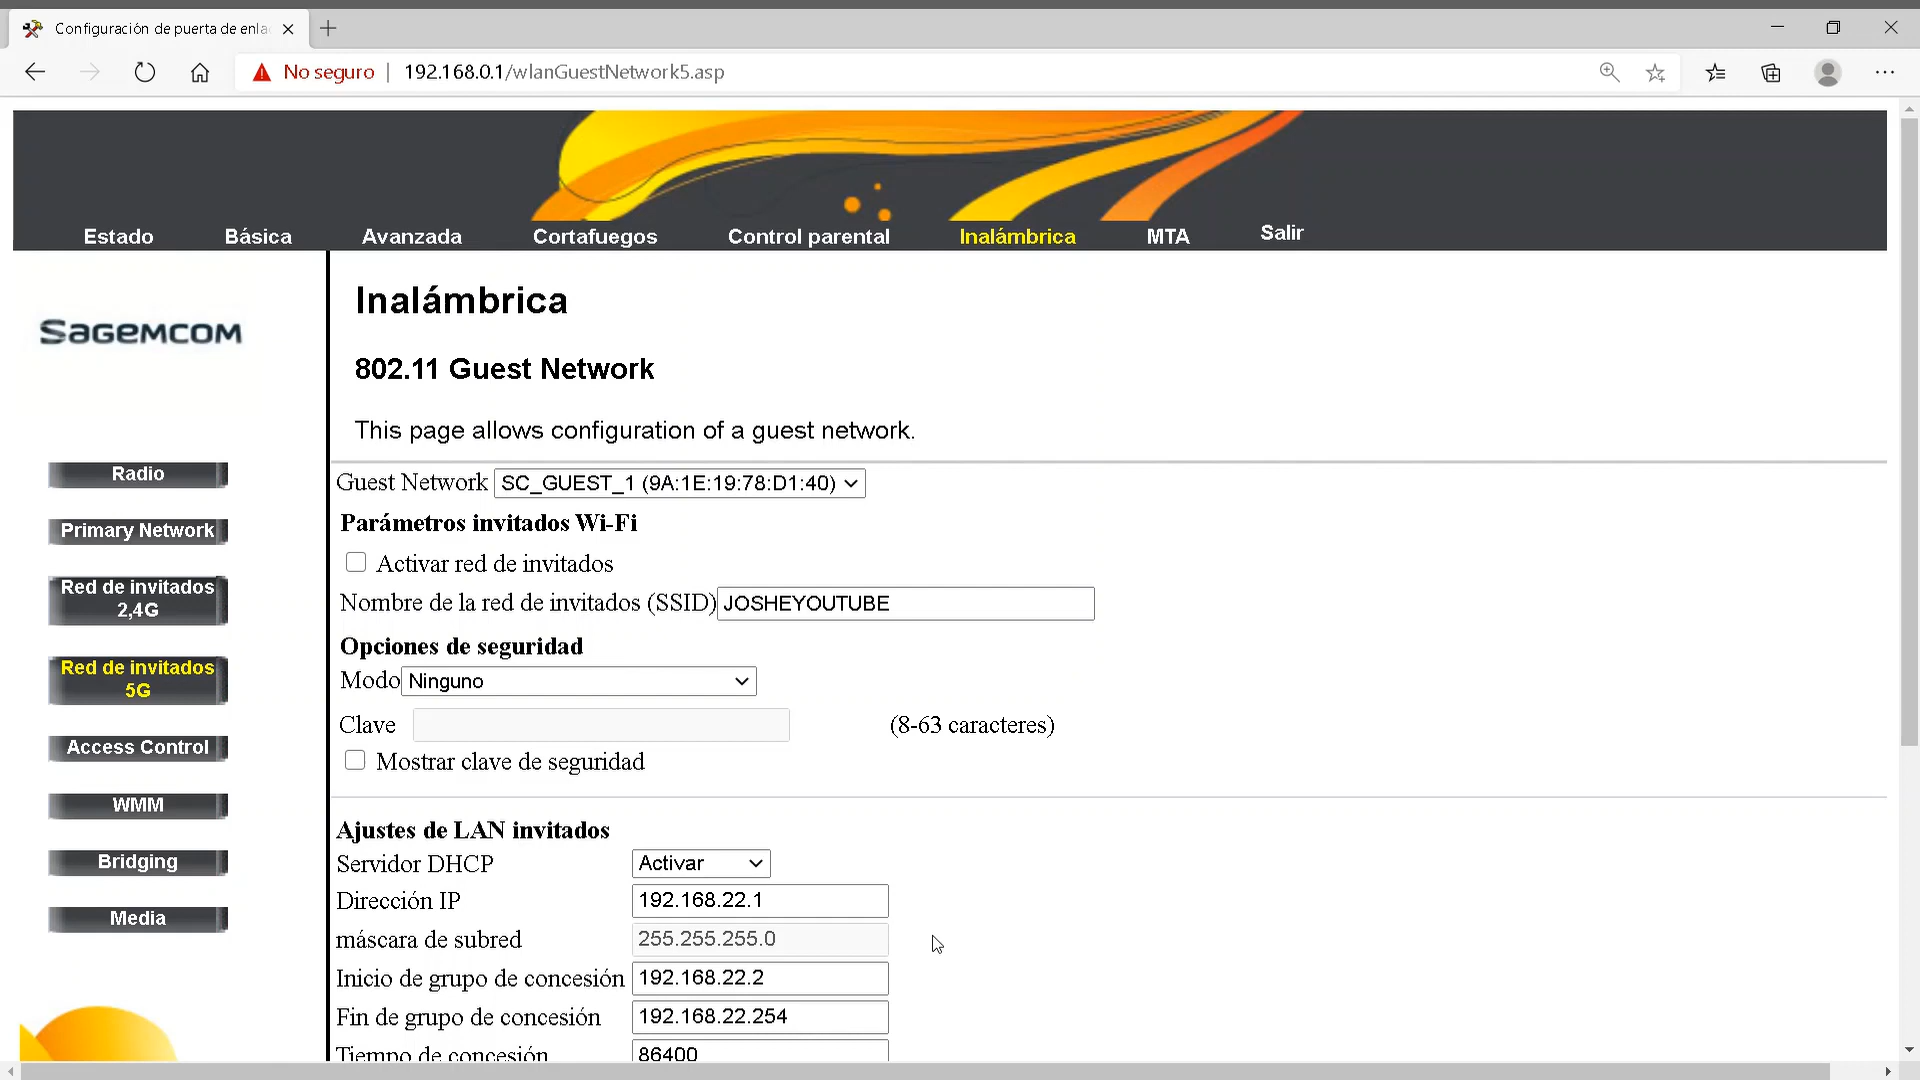 Configuración de puerta de enla
No seguro | 192.168.0.1/wlanGuestNetwork5.asp
Estado Básica Avanzada Cortafuegos Control parental Inalámbrica MTA Salir
SAGEMCOM
Radio
Primary Network
Red de invitados
2,4G
Red de invitados
5G
Access Control
WMM
Bridging
Media
Inalámbrica
802.11 Guest Network
This page allows configuration of a guest network.
Guest Network SC_GUEST_1 (9A:1E:19:78:D1:40)
Parámetros invitados Wi-Fi
Activar red de invitados
Nombre de la red de invitados (SSID) JOSHEYOUTUBE
Opciones de seguridad
Modo Ninguno
Clave (8-63 caracteres)
Mostrar clave de seguridad
Ajustes de LAN invitados
Servidor DHCP Activar
Dirección IP 192.168.22.1
máscara de subred 255.255.255.0
Inicio de grupo de concesión 192.168.22.2
Fin de grupo de concesión 192.168.22.254
Tiempo de concesión 86400